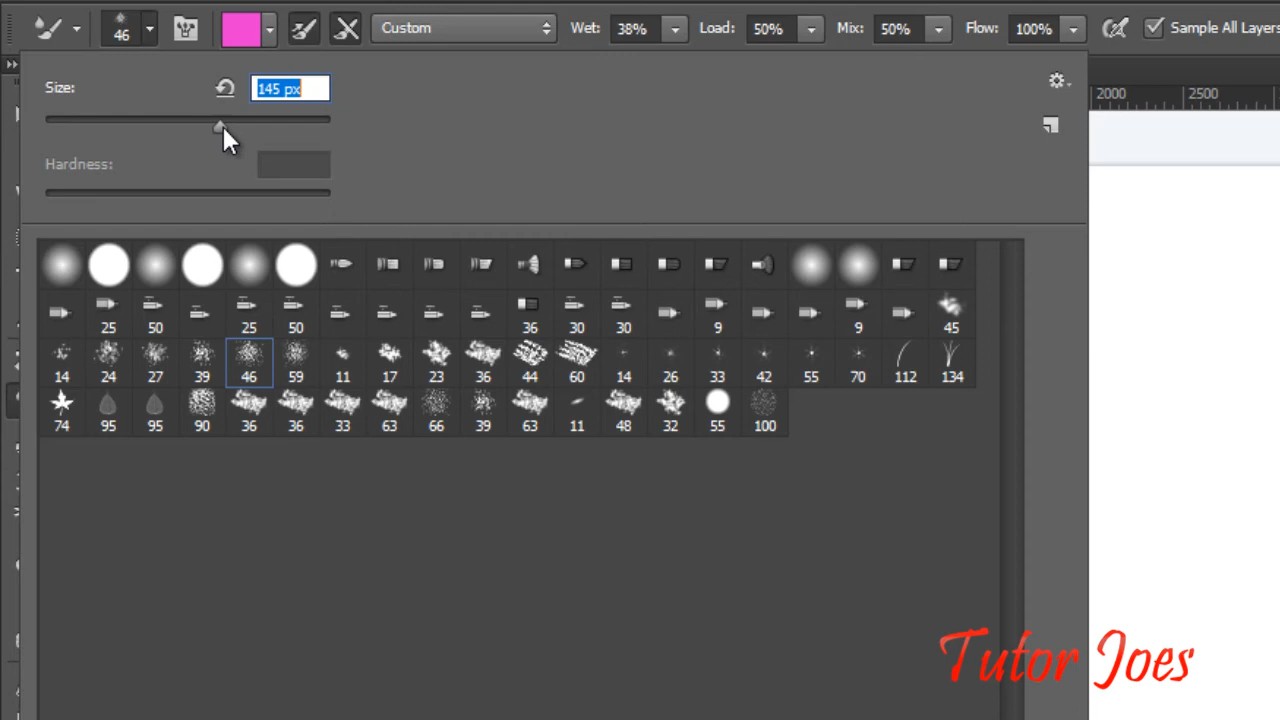 46 Custom Wet: 38% Load: 50% Mix: 50% Flow: 100% Sample All Layers
Size: 145 px
2000 2500
Hardness:
25 50 25 50 36 30 30 9 9 45
14 24 27 39 46 59 11 17 23 36 44 60 14 26 33 42 55 70 112 134
74 95 95 90 36 36 33 63 66 39 63 11 48 32 55 100
Tutor Joes